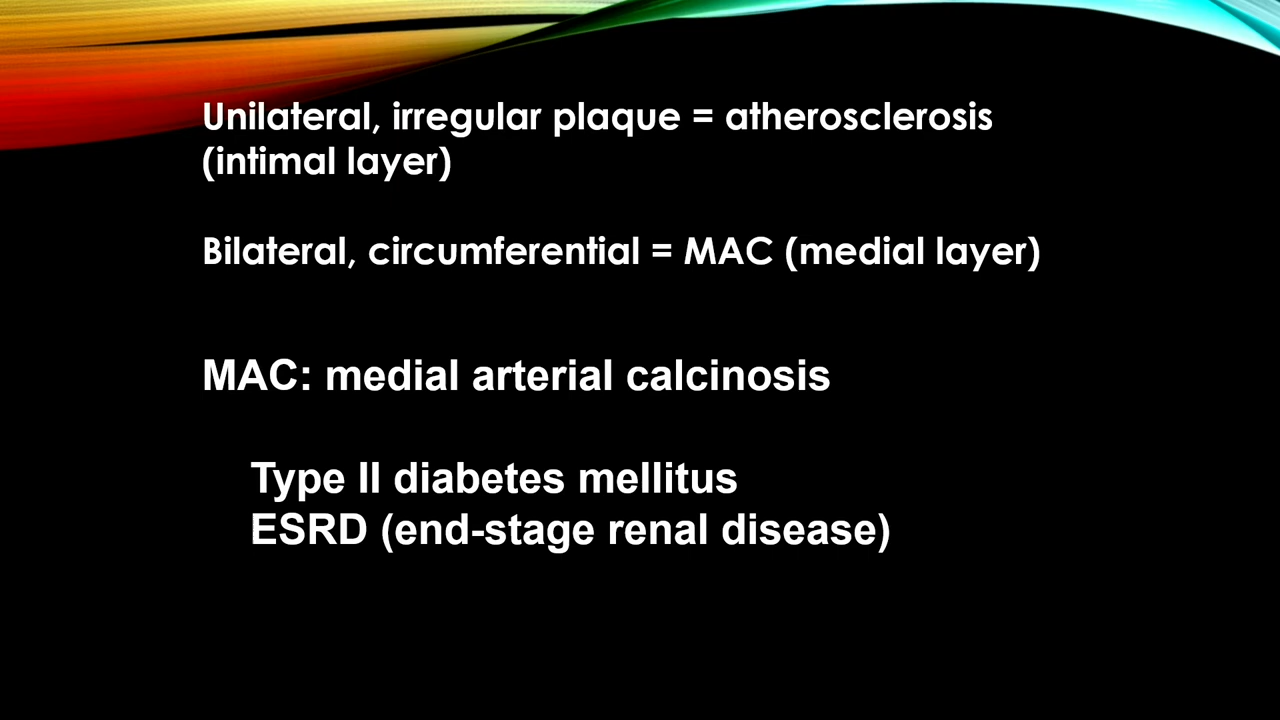 Unilateral, irregular plaque = atherosclerosis
(intimal layer)
Bilateral, circumferential = MAC (medial layer)
MAC: medial arterial calcinosis
Type II diabetes mellitus
ESRD (end-stage renal disease)